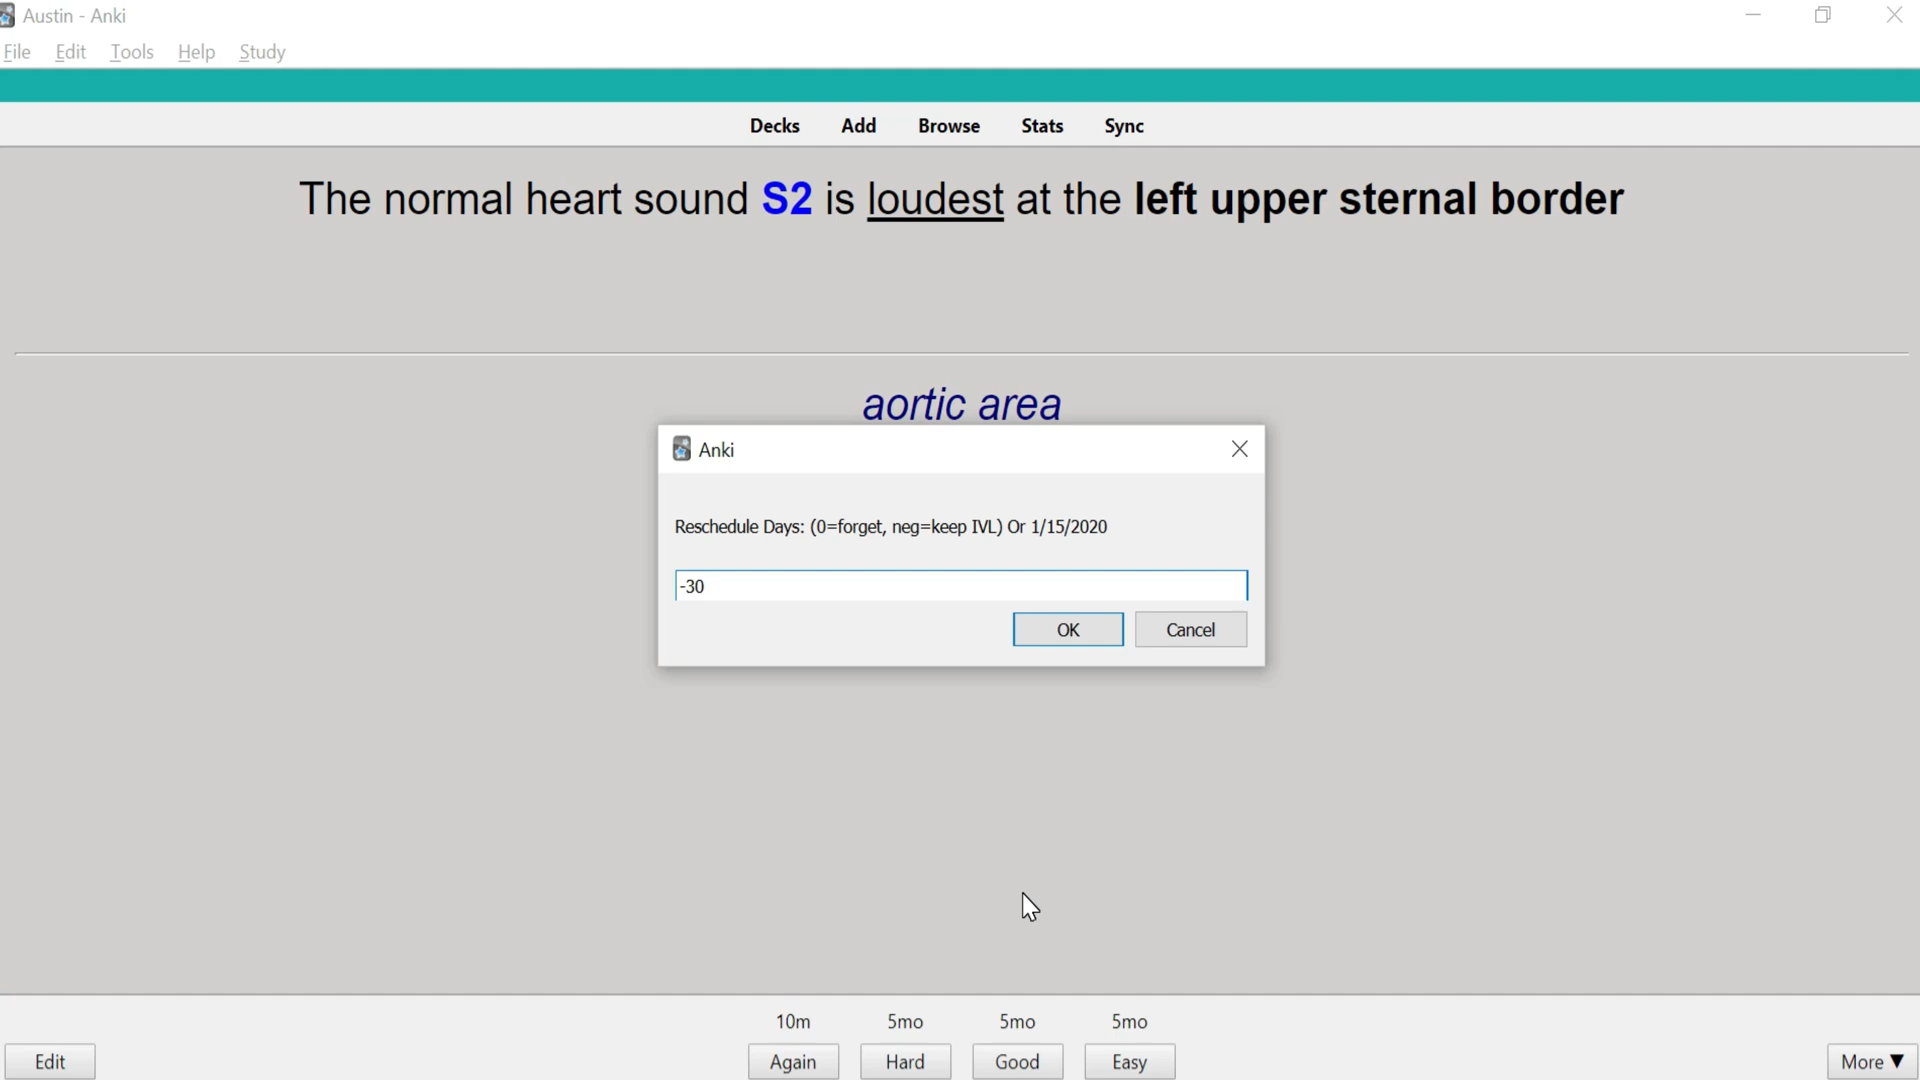 Austin - Anki
File Edit Tools Help Study
Decks Add Browse Stats Sync
The normal heart sound S2 is loudest at the left upper sternal border
aortic area
Anki
Reschedule Days: (0=forget, neg=keep IVL) Or 1/15/2020
-30
OK Cancel
10m 5mo 5mo 5mo
Edit Again Hard Good Easy More ▼